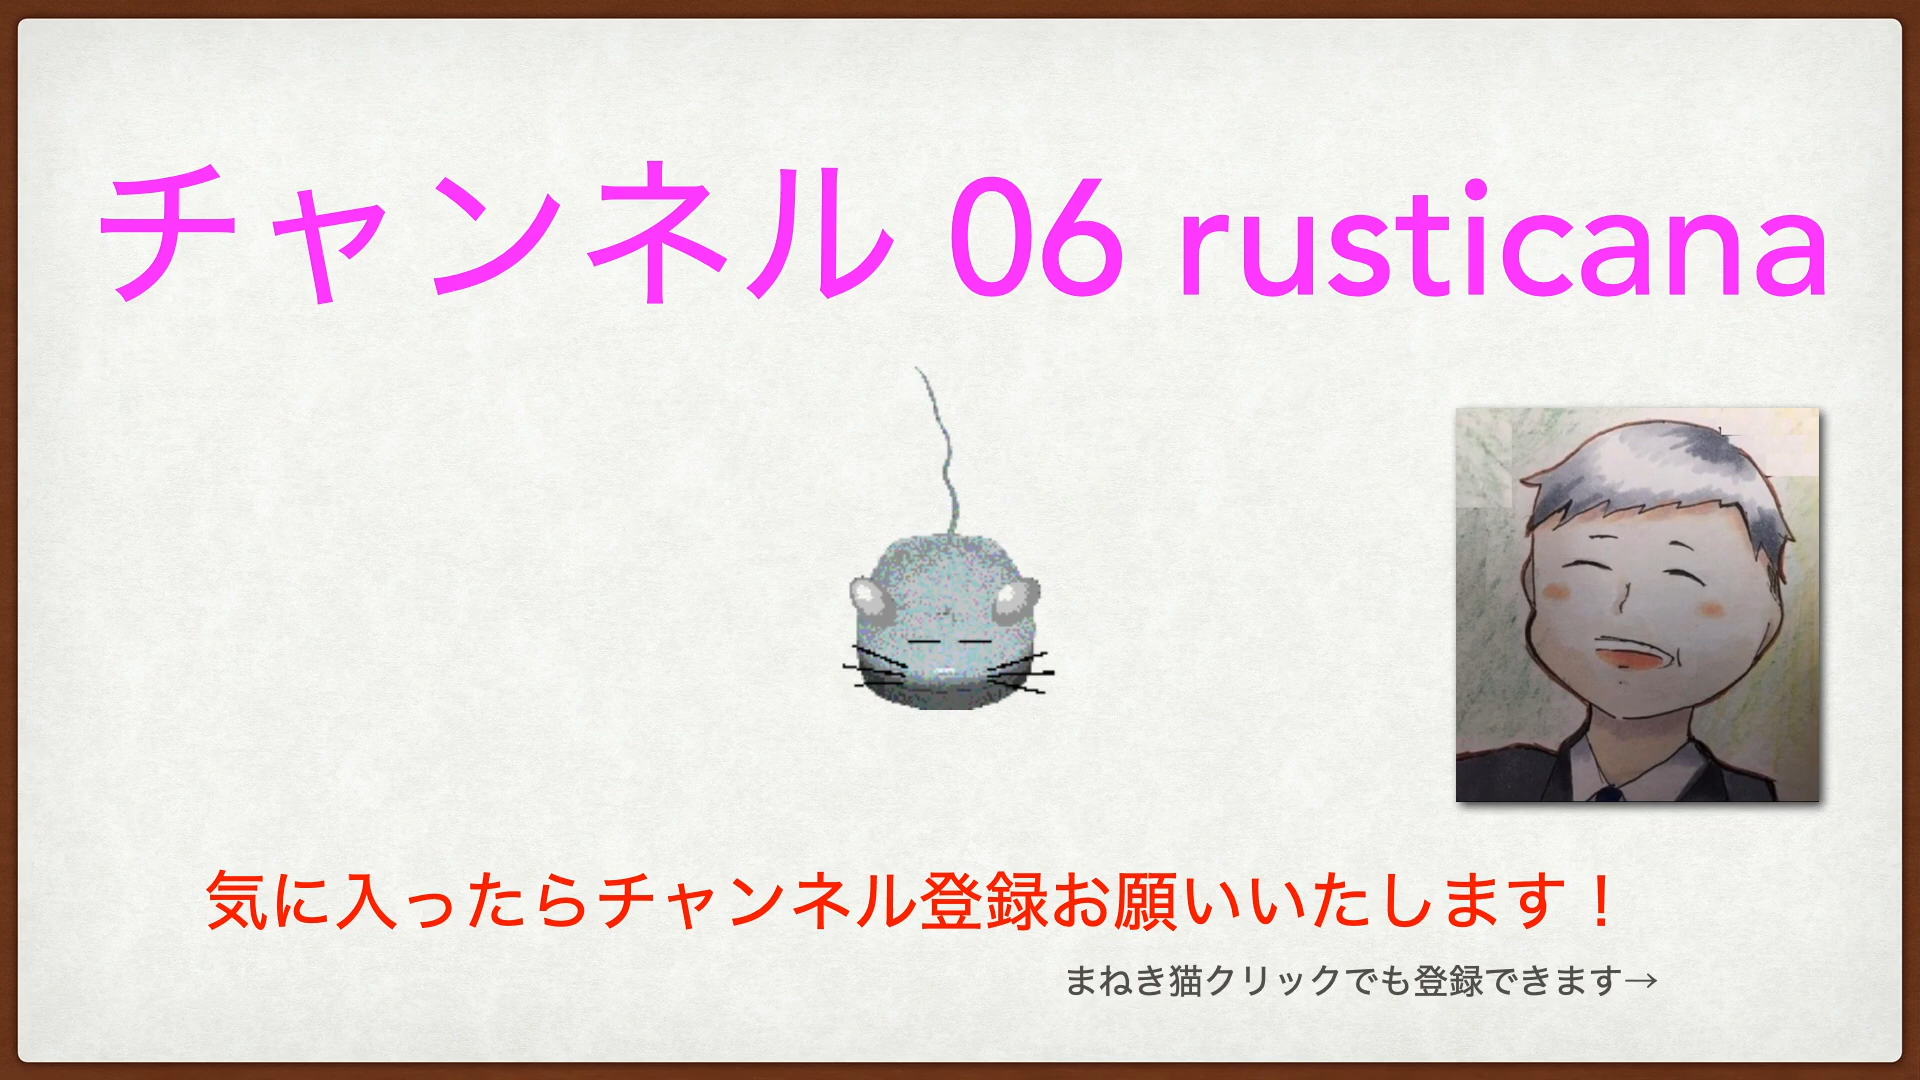 チャンネル 06 rusticana
気に入ったらチャンネル登録お願いいたします！
まねき猫クリックでも登録できます→